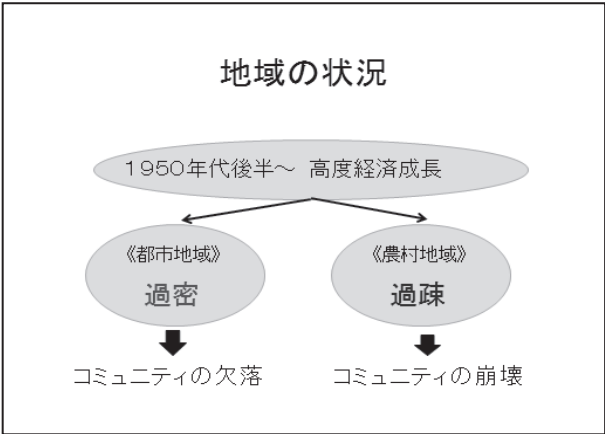 地域の状況
1950年代後半～ 高度経済成長
《都市地域》
過密
コミュニティの欠落
《農村地域》
過疎
コミュニティの崩壊